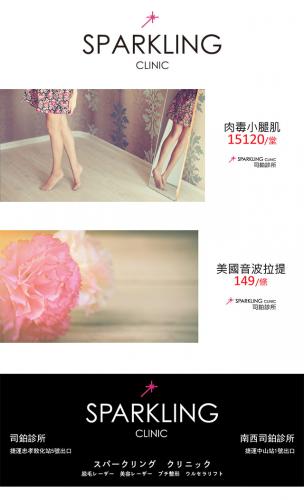 SPARKLING
CLINIC
肉毒小腿肌
15120/堂
SPARKLING CLINIC
司鉑診所
美國音波拉提
149/條
SPARKLING CLINIC
司鉑診所
SPARKLING
CLINIC
司鉑診所
捷運忠孝敦化站5號出口
南西司鉑診所
捷運中山站1號出口
スパークリング クリニック
脱毛レーザー 美容レーザー プチ整形 ウルセラリフト